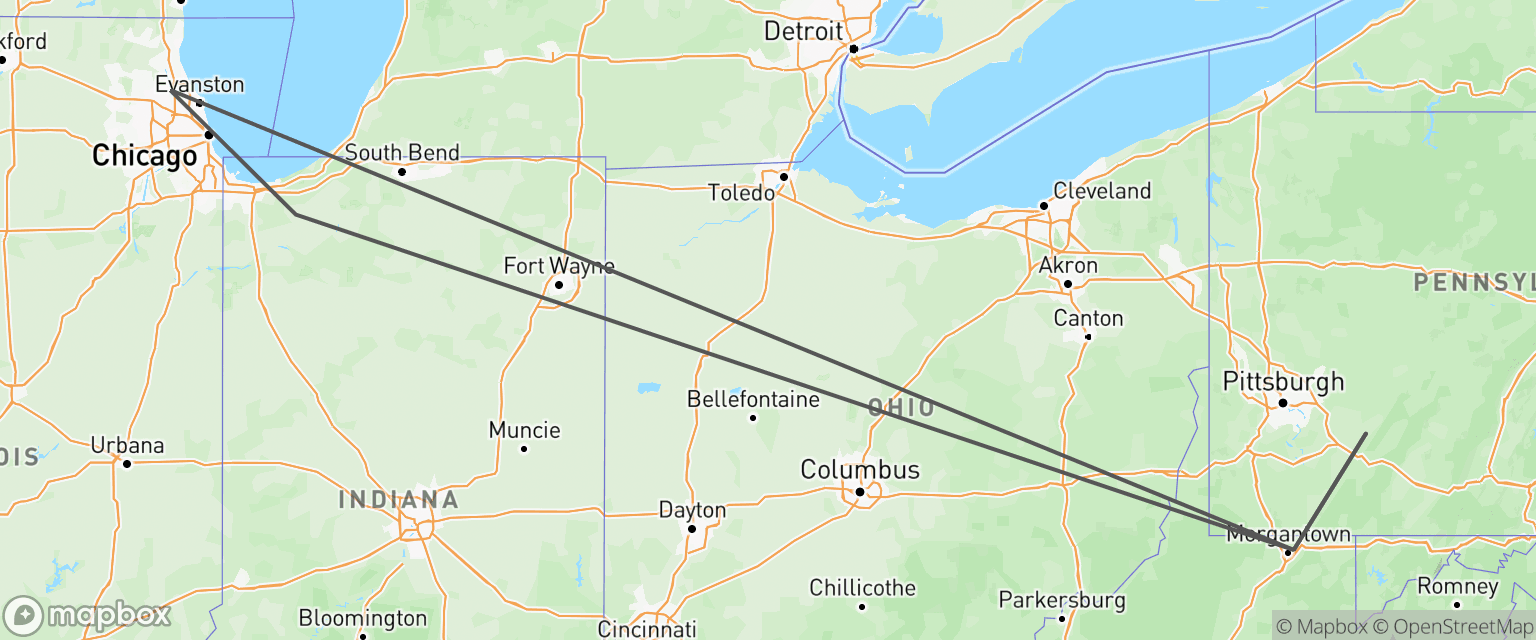 Detroit
kford
Evanston
Chicago
South Bend
Toledo
Cleveland
Fort Wayne
Akron
PENNSYL
Canton
Pittsburgh
Bellefontaine
OHIO
Muncie
Urbana
OIS
Columbus
INDIANA
Dayton
Morgantown
Chillicothe
Romney
Parkersburg
Bloomington
Cincinnati
mapbox
© Mapbox © OpenStreetMap